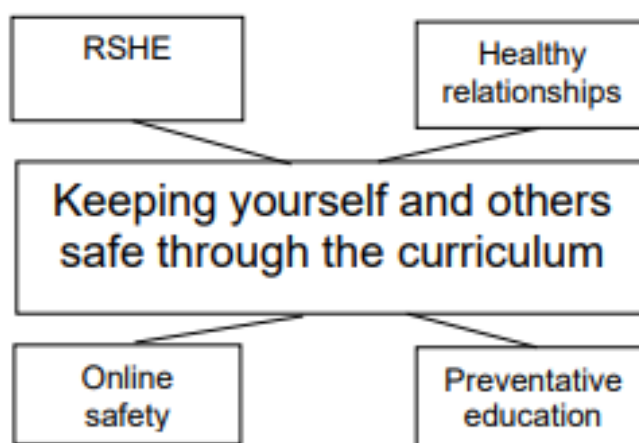 RSHE
Healthy
relationships
Keeping yourself and others
safe through the curriculum
Online
safety
Preventative
education